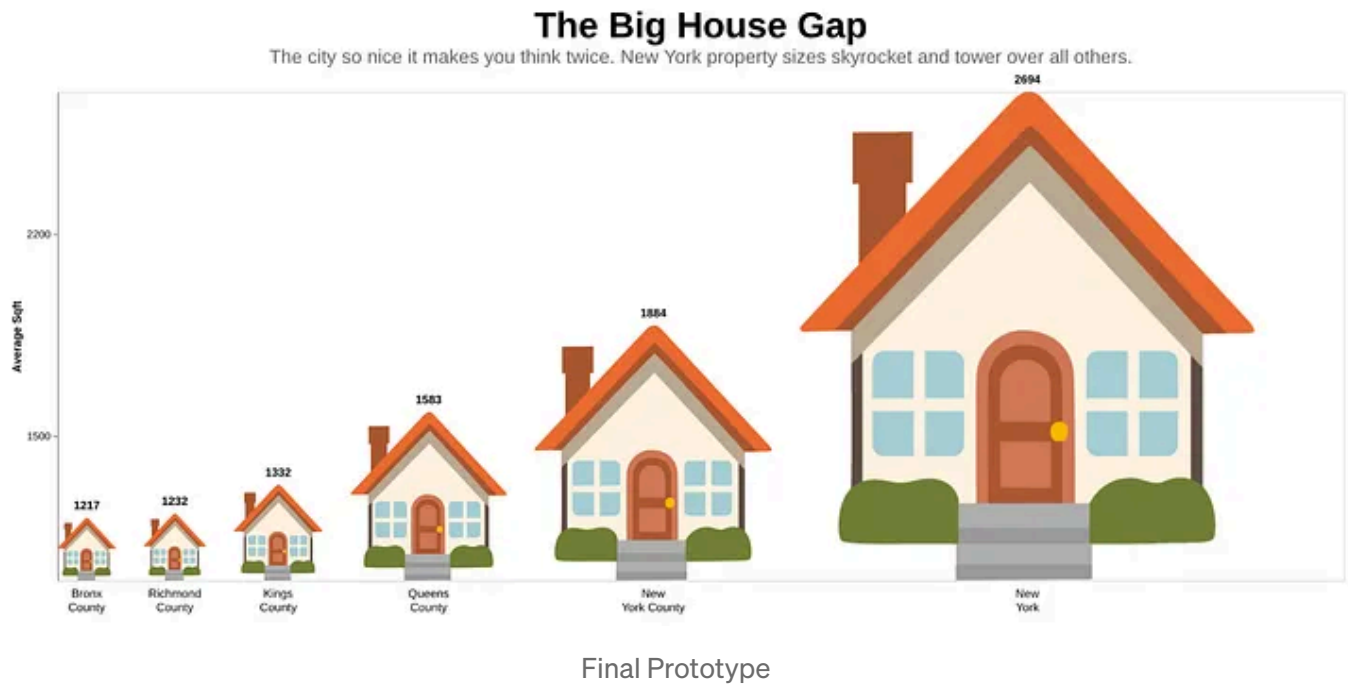 The Big House Gap
The city so nice it makes you think twice. New York property sizes skyrocket and tower over all others.
2694
2200
1884
Average Sqft
1583
1500
1332
1217
1232
Bronx
County
Richmond
County
Kings
County
Queens
County
New
York County
New
York
Final Prototype